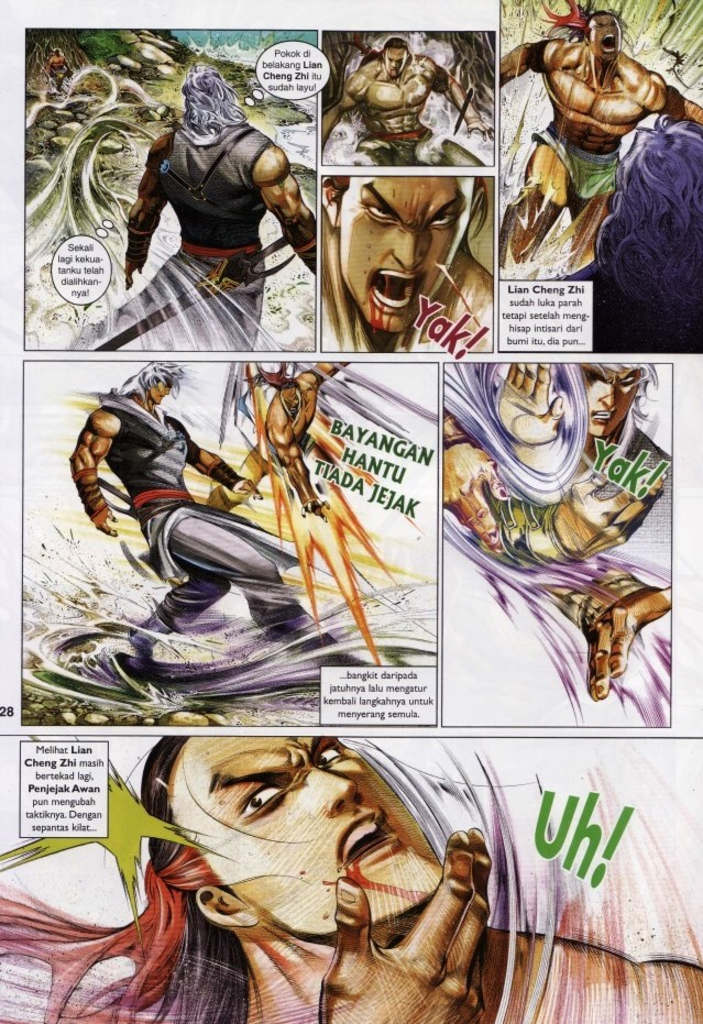 Pokok di
belakang Lian
Cheng Zhi itu
sudah layu!
Sekali
lagi kekua-
tanku telah
dialihkan-
nya!
Yak!
Lian Cheng Zhi
sudah luka parah
tetapi setelah meng-
hisap intisari dari
bumi itu, dia pun...
BAYANGAN
HANTU
TIADA JEJAK
...bangkit daripada
jatuhnya lalu mengatur
kembali langkahnya untuk
menyerang semula.
Yak!
28
Melihat Lian
Cheng Zhi masih
bertekad lagi,
Penjejak Awan
pun mengubah
taktiknya. Dengan
sepantas kilat...
Uh!